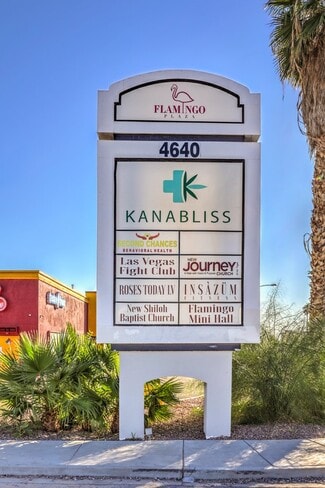 FLAMINGO
PLAZA
4640
KANABLISS
SECOND CHANCES
BEHAVIORAL HEALTH
Las Vegas
Fight Club
NEW
JOURNEY
CHURCH
ROSES TODAY LV
INSĀZŪM
FITNESS
New Shiloh
Baptist Church
Flamingo
Mini Hall